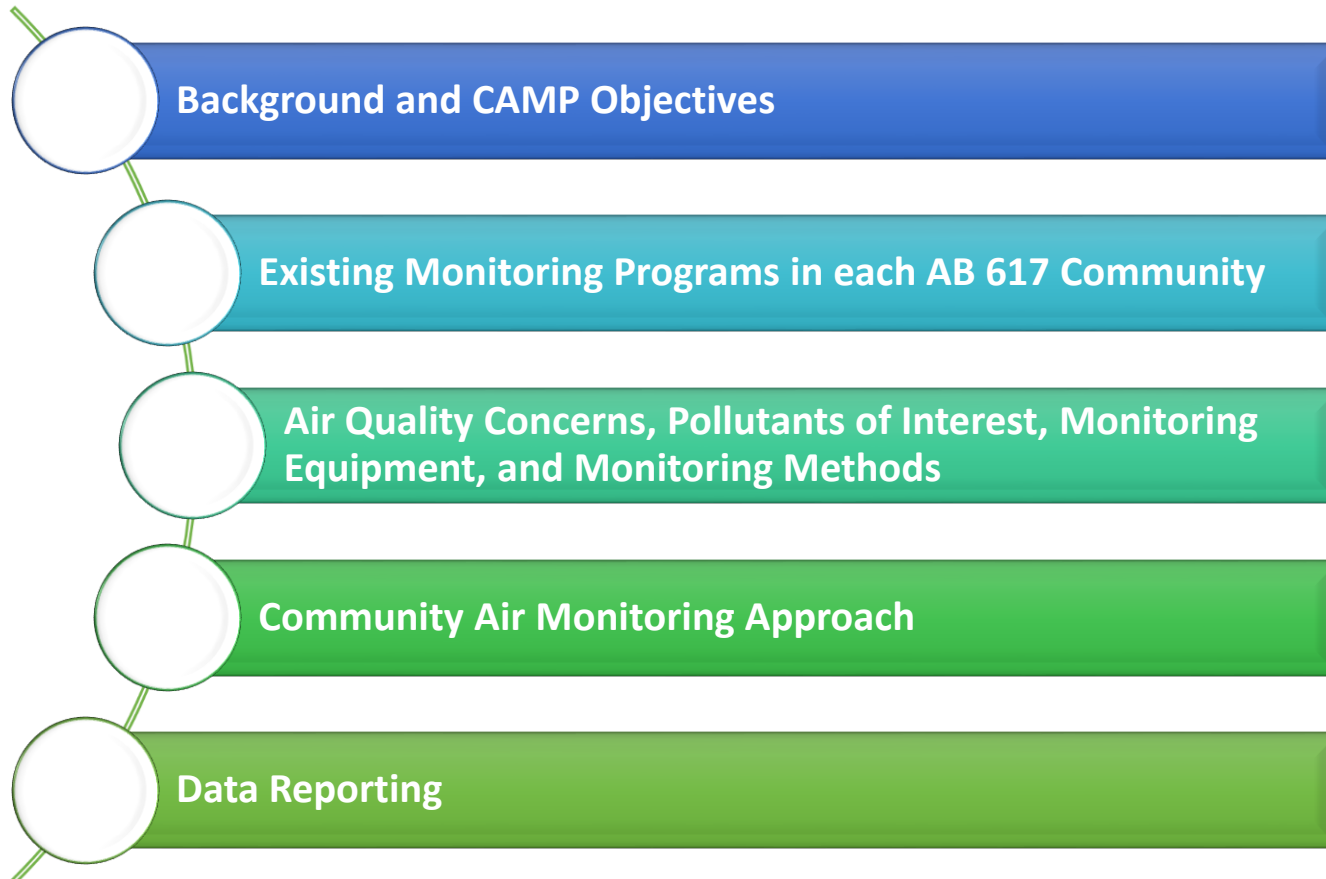 Background and CAMP Objectives
Existing Monitoring Programs in each AB 617 Community
Air Quality Concerns, Pollutants of Interest, Monitoring
Equipment, and Monitoring Methods
Community Air Monitoring Approach
Data Reporting